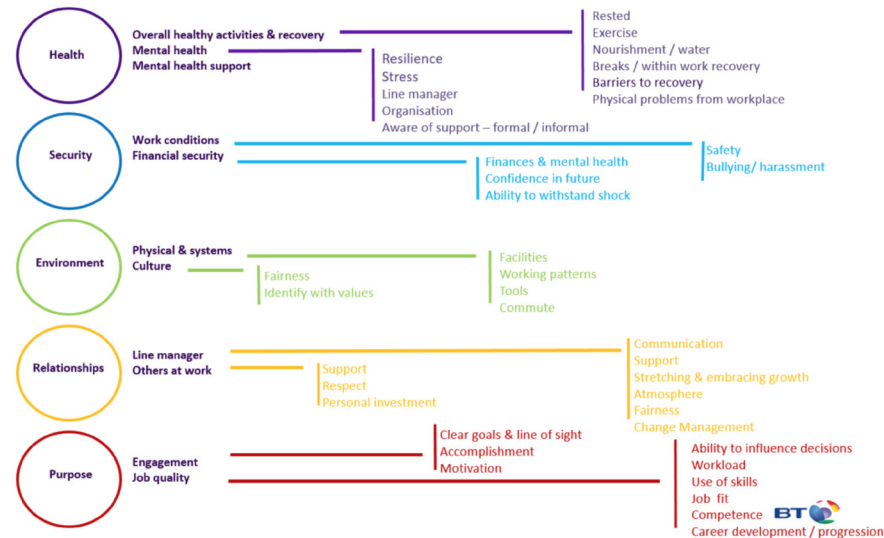 Health
Overall healthy activities & recovery
Mental health
Mental health support
Rested
Exercise
Nourishment / water
Breaks / within work recovery
Barriers to recovery
Physical problems from workplace
Resilience
Stress
Line manager
Organisation
Aware of support – formal / informal
Security
Work conditions
Financial security
Safety
Bullying/ harassment
Finances & mental health
Confidence in future
Ability to withstand shock
Environment
Physical & systems
Culture
Facilities
Working patterns
Tools
Commute
Fairness
Identify with values
Relationships
Line manager
Others at work
Communication
Support
Stretching & embracing growth
Atmosphere
Fairness
Change Management
Support
Respect
Personal investment
Purpose
Engagement
Job quality
Clear goals & line of sight
Accomplishment
Motivation
Ability to influence decisions
Workload
Use of skills
Job fit
Competence
Career development / progression
BT